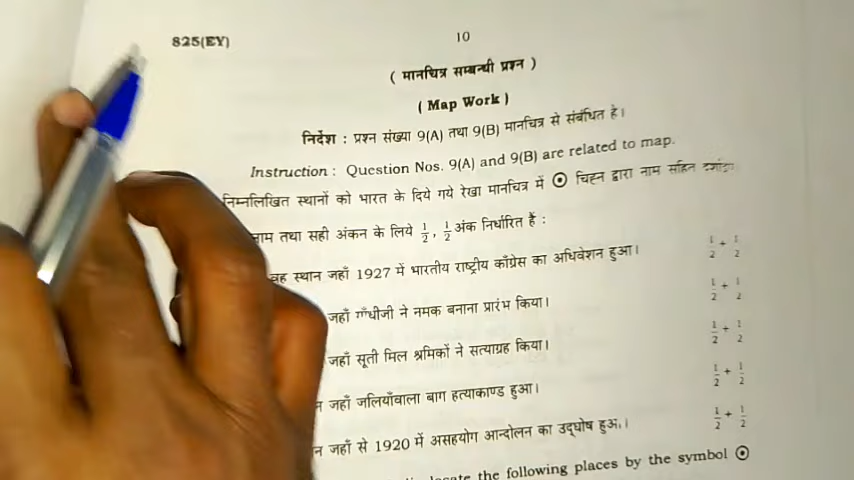 825(EY)
10
( मानचित्र सम्बन्धी प्रश्न )
( Map Work )
निर्देश : प्रश्न संख्या 9(A) तथा 9(B) मानचित्र से संबंधित है।
Instruction : Question Nos. 9(A) and 9(B) are related to map.
निम्नलिखित स्थानों को भारत के दिये गये रेखा मानचित्र में ⊙ चिह्न द्वारा नाम सहित
नाम तथा सही अंकन के लिये 1/2, 1/2 अंक निर्धारित हैं :
वह स्थान जहाँ 1927 में भारतीय राष्ट्रीय काँग्रेस का अधिवेशन हुआ। 1/2 + 1/2
जहाँ गाँधीजी ने नमक बनाना प्रारंभ किया। 1/2 + 1/2
जहाँ सूती मिल श्रमिकों ने सत्याग्रह किया। 1/2 + 1/2
जहाँ जलियाँवाला बाग हत्याकाण्ड हुआ। 1/2 + 1/2
जहाँ से 1920 में असहयोग आन्दोलन का उद्घोष हुआ। 1/2 + 1/2
the following places by the symbol ⊙